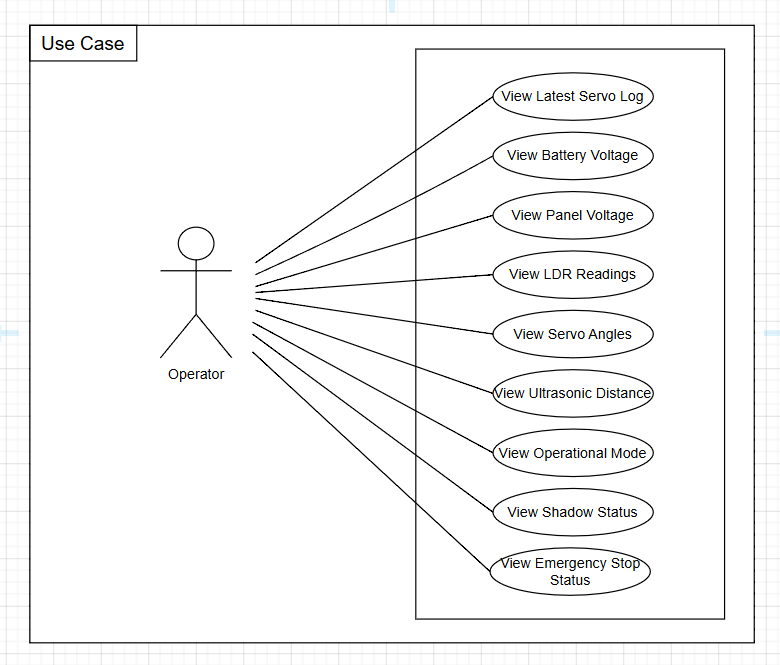 Use Case
View Latest Servo Log
View Battery Voltage
View Panel Voltage
View LDR Readings
View Servo Angles
Operator
View Ultrasonic Distance
View Operational Mode
View Shadow Status
View Emergency Stop
Status